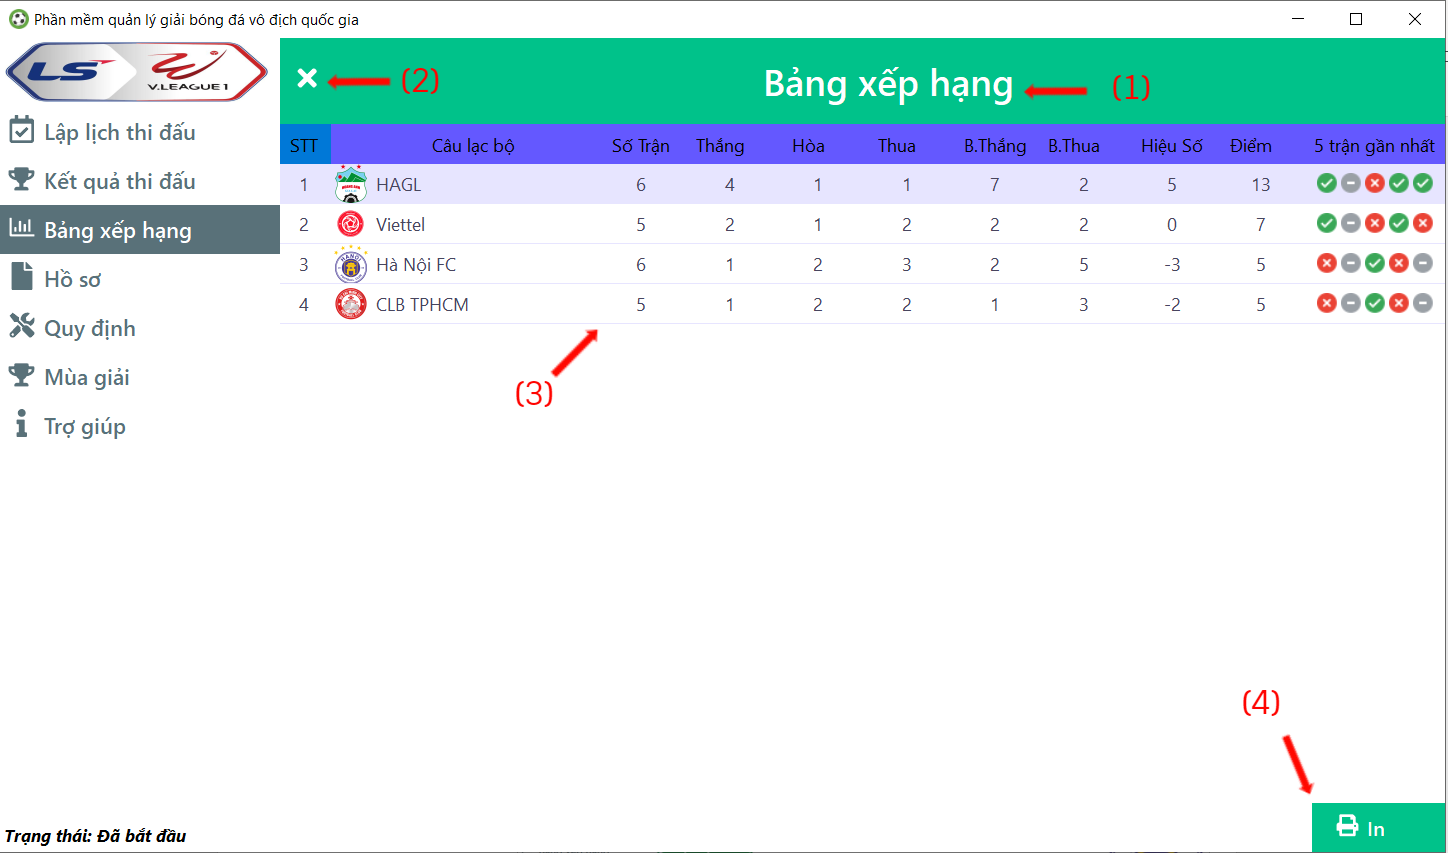 Phần mềm quản lý giải bóng đá vô địch quốc gia
LS V.LEAGUE 1
Lập lịch thi đấu
Kết quả thi đấu
Bảng xếp hạng
Hồ sơ
Quy định
Mùa giải
Trợ giúp
Trạng thái: Đã bắt đầu
(2)
Bảng xếp hạng (1)
STT Câu lạc bộ Số Trận Thắng Hòa Thua B.Thắng B.Thua Hiệu Số Điểm 5 trận gần nhất
1 HAGL 6 4 1 1 7 2 5 13
2 Viettel 5 2 1 2 2 2 0 7
3 Hà Nội FC 6 1 2 3 2 5 -3 5
4 CLB TPHCM 5 1 2 2 1 3 -2 5
(3)
(4)
In